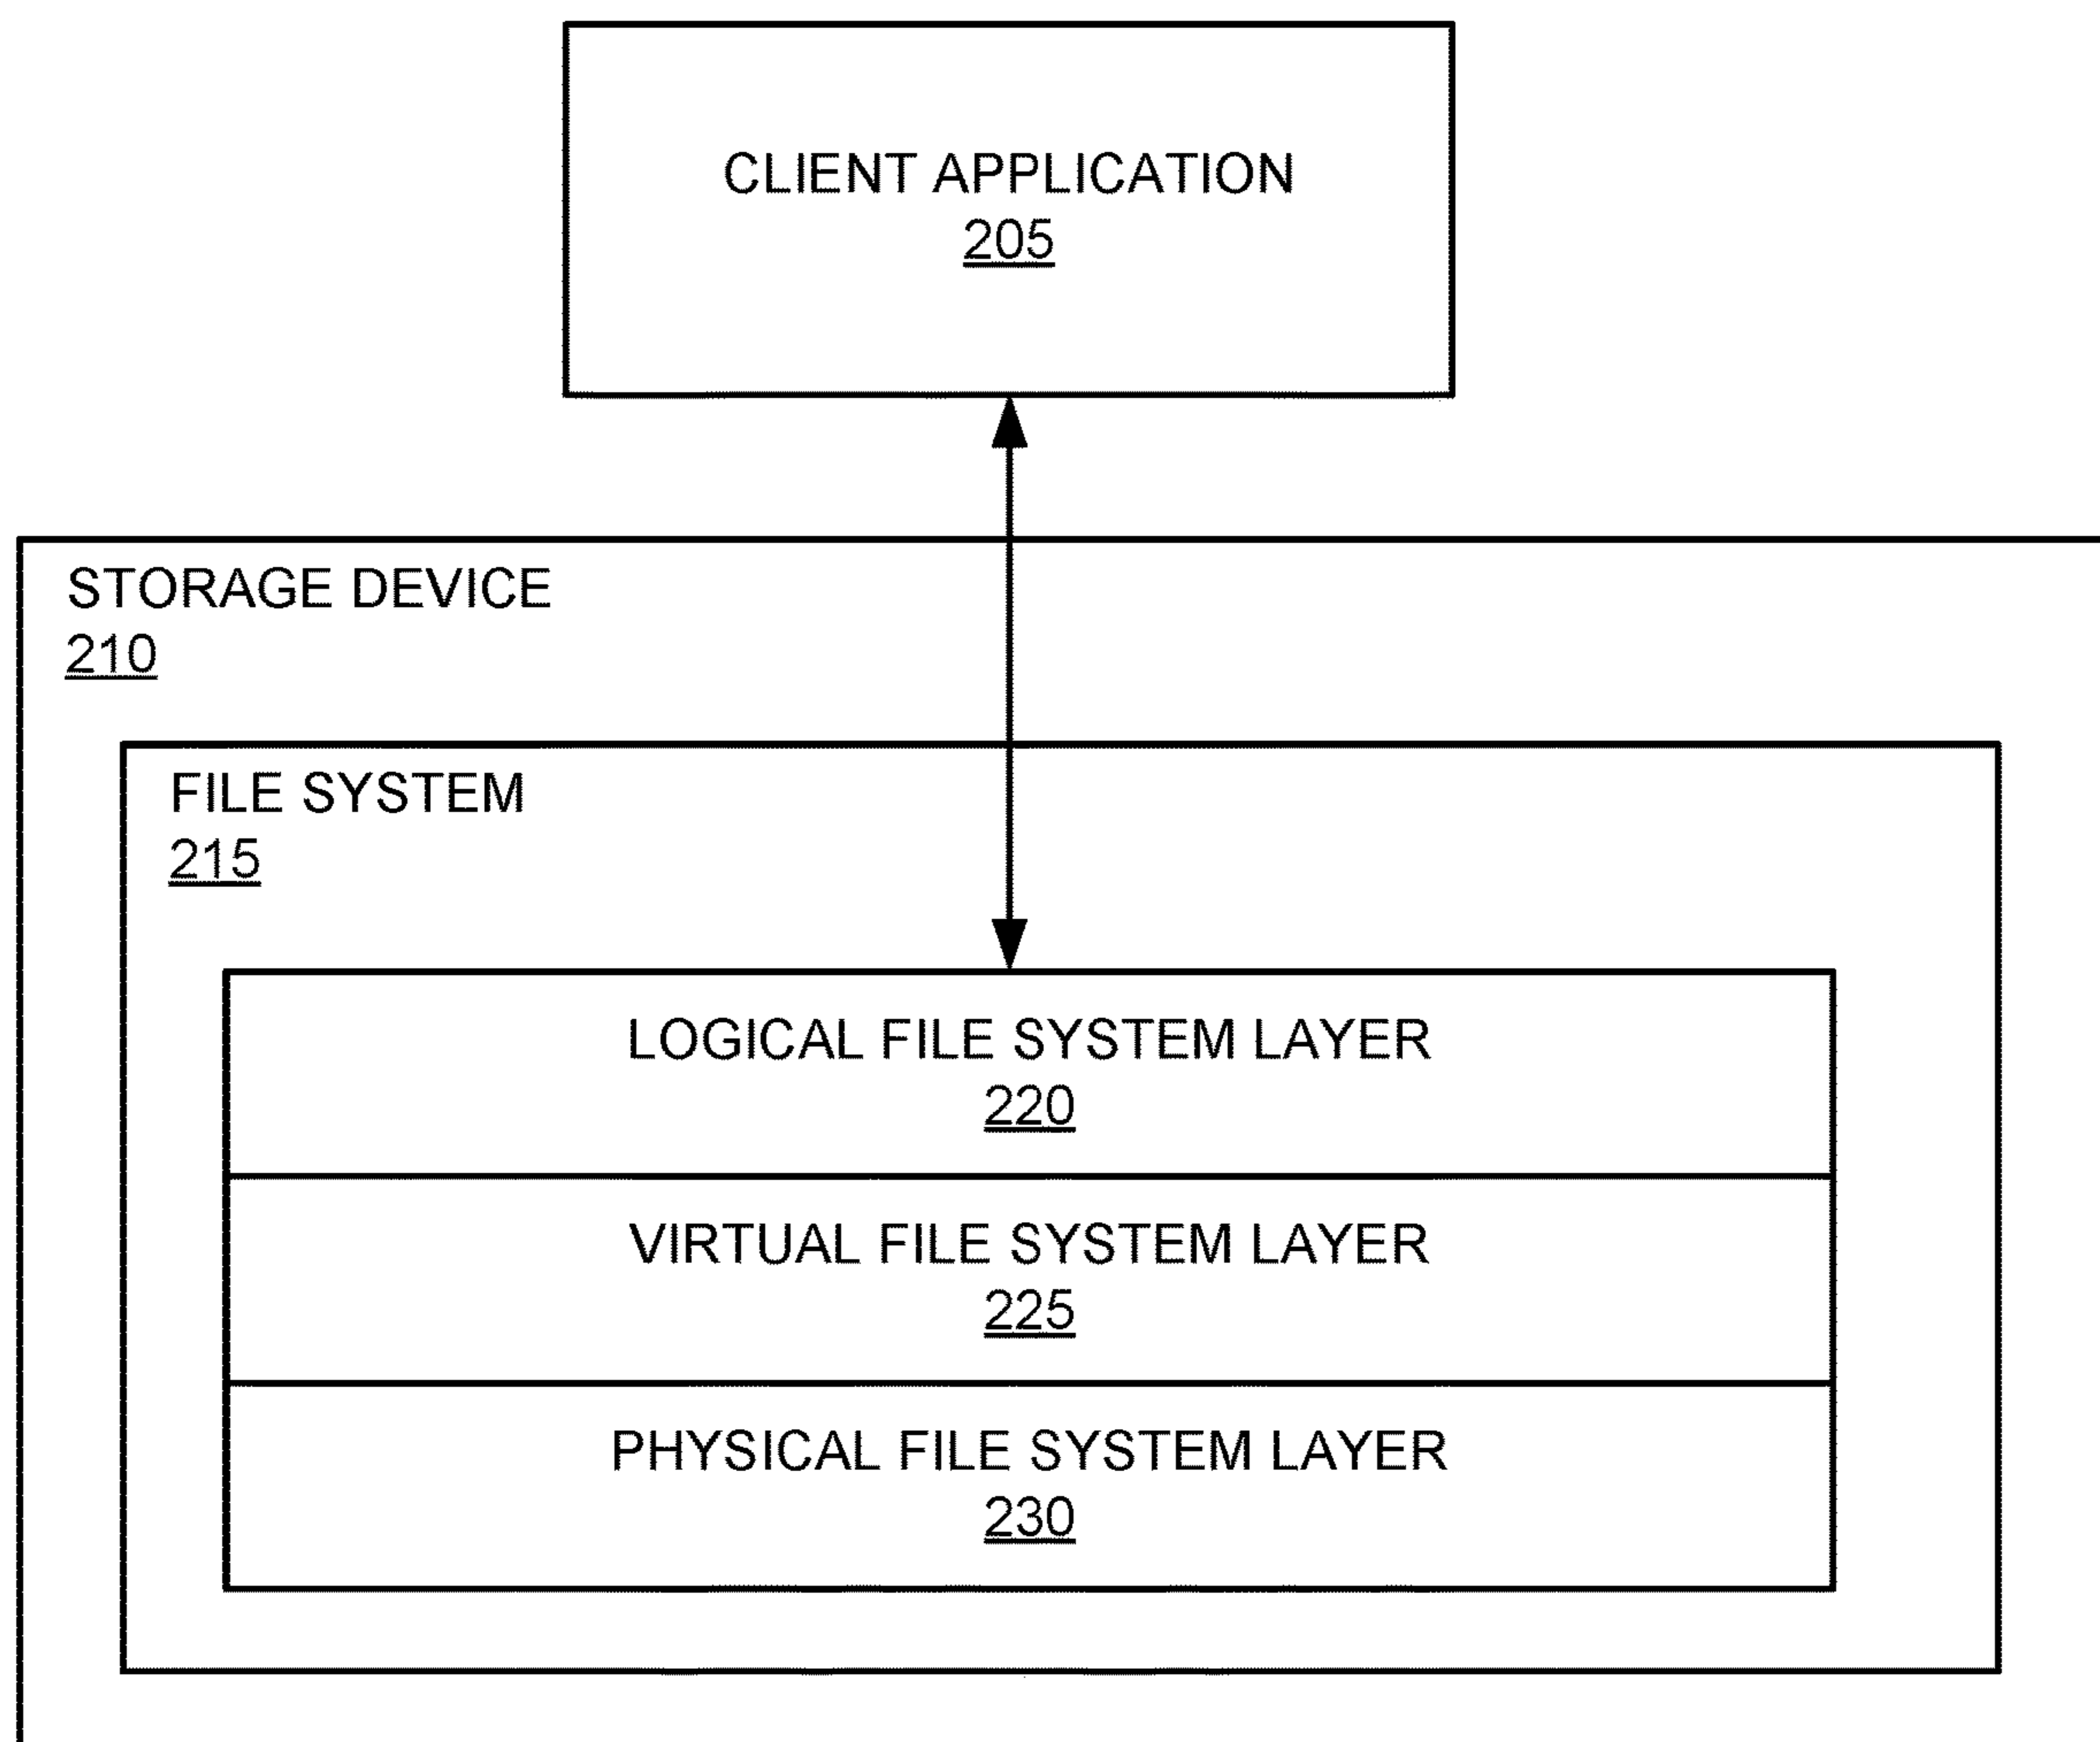 CLIENT APPLICATION
205
STORAGE DEVICE
210
FILE SYSTEM
215
LOGICAL FILE SYSTEM LAYER
220
VIRTUAL FILE SYSTEM LAYER
225
PHYSICAL FILE SYSTEM LAYER
230